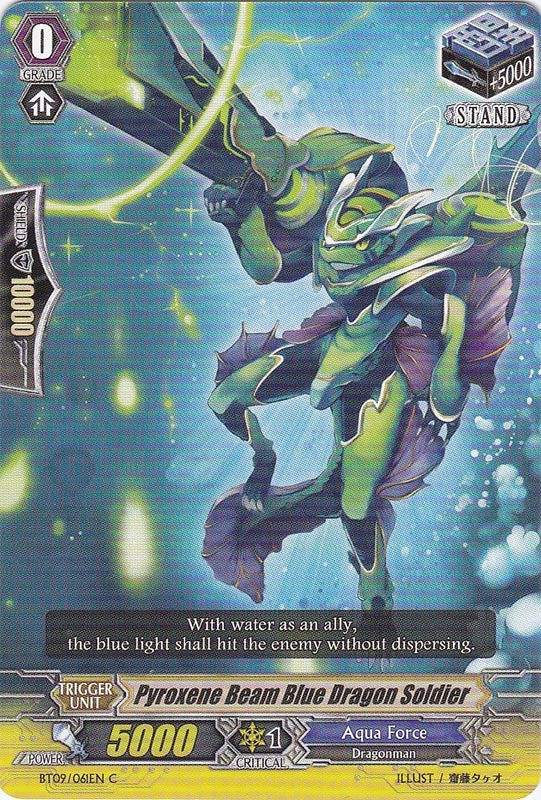 0
GRADE
+5000
STAND
SHIELD
10000
With water as an ally,
the blue light shall hit the enemy without dispersing.
TRIGGER
UNIT
Pyroxene Beam Blue Dragon Soldier
POWER
5000
1
CRITICAL
Aqua Force
Dragonman
BT09/061EN C
ILLUST / 齋藤タヶオ